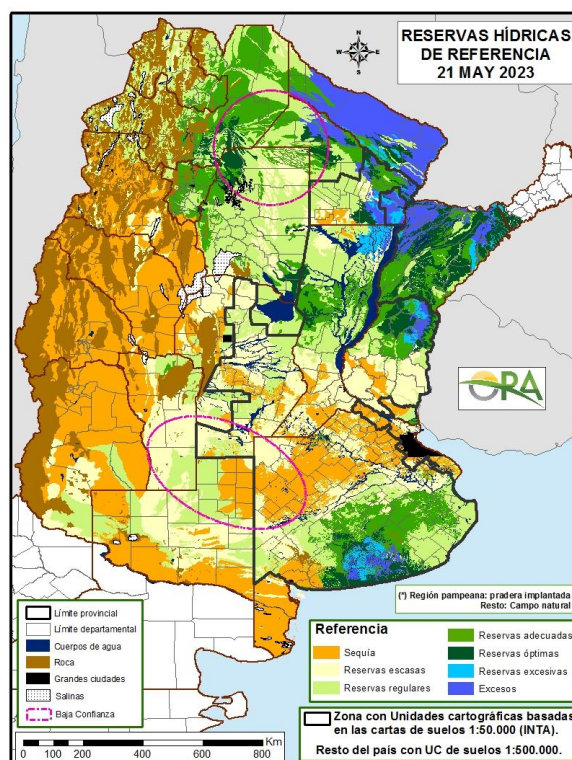 RESERVAS HÍDRICAS
DE REFERENCIA
21 MAY 2023
N
W
E
S
ORA
(*) Región pampeana: pradera implantada
Resto: Campo natural
Límite provincial
Límite departamental
Cuerpos de agua
Roca
Grandes ciudades
Salinas
Baja Confianza
Referencia
Sequía
Reservas escasas
Reservas regulares
Reservas adecuadas
Reservas óptimas
Reservas excesivas
Excesos
Zona con Unidades cartográficas basadas
en las cartas de suelos 1:50.000 (INTA).
Resto del país con UC de suelos 1:500.000.
Km
0 100 200 400 600 800